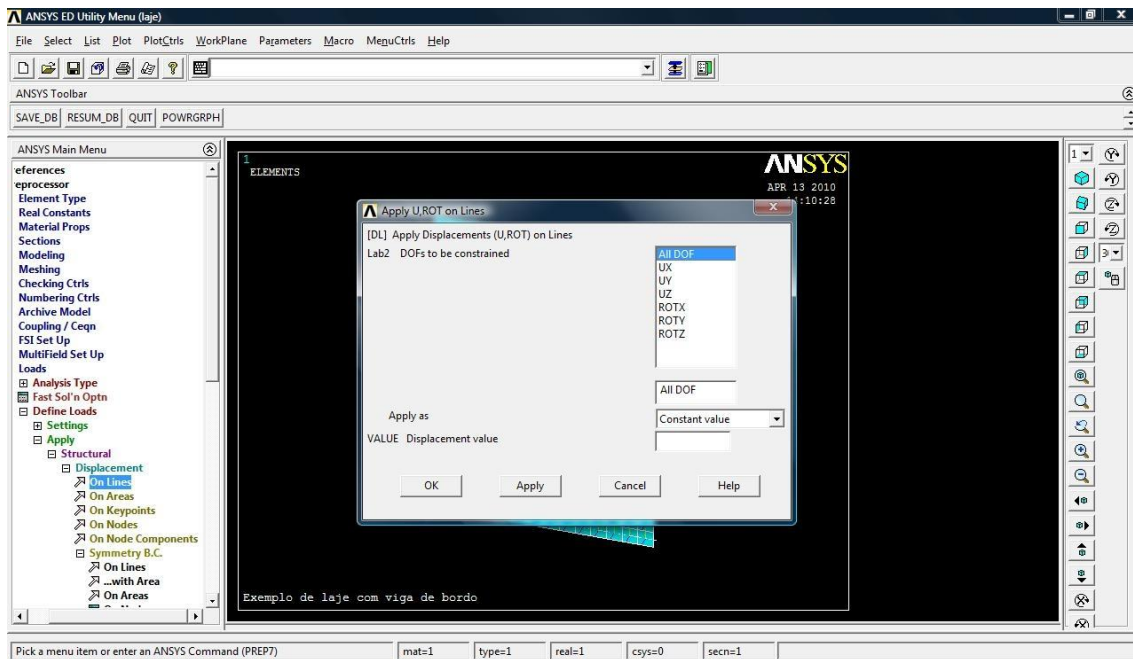 ANSYS ED Utility Menu (laje)
File Select List Plot PlotCtrls WorkPlane Parameters Macro MenuCtrls Help
ANSYS Toolbar
SAVE_DB RESUM_DB QUIT POWRGRPH
ANSYS Main Menu
eferences
eprocessor
Element Type
Real Constants
Material Props
Sections
Modeling
Meshing
Checking Ctrls
Numbering Ctrls
Archive Model
Coupling / Ceqn
FSI Set Up
MultiField Set Up
Loads
Analysis Type
Fast Sol'n Optn
Define Loads
Settings
Apply
Structural
Displacement
On Lines
On Areas
On Keypoints
On Nodes
On Node Components
Symmetry B.C.
On Lines
...with Area
On Areas
1
ELEMENTS
ANSYS
APR 13 2010
:10:28
Apply U,ROT on Lines
[DL] Apply Displacements (U,ROT) on Lines
Lab2 DOFs to be constrained
All DOF
UX
UY
UZ
ROTX
ROTY
ROTZ
All DOF
Apply as
Constant value
VALUE Displacement value
OK Apply Cancel Help
Exemplo de laje com viga de bordo
1
Pick a menu item or enter an ANSYS Command (PREP7)
mat=1 type=1 real=1 csys=0 secn=1